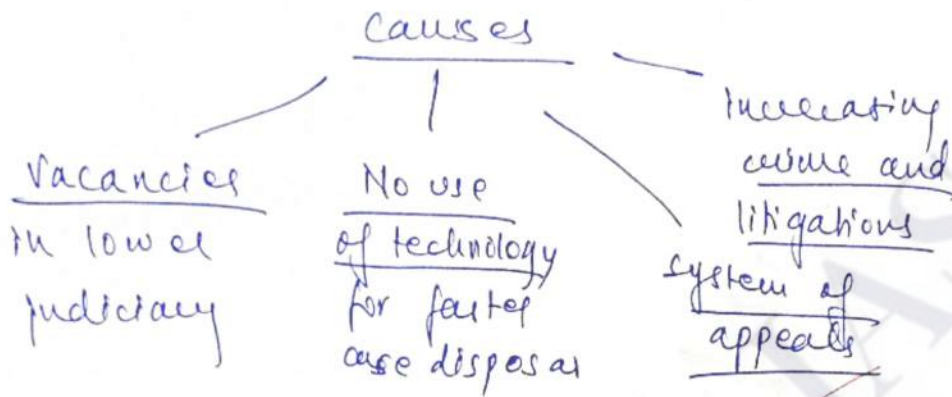 Causes
Vacancies
in lower
judiciary
No use
of technology
for faster
case disposal
system of
appeals
increasing
crime and
litigations